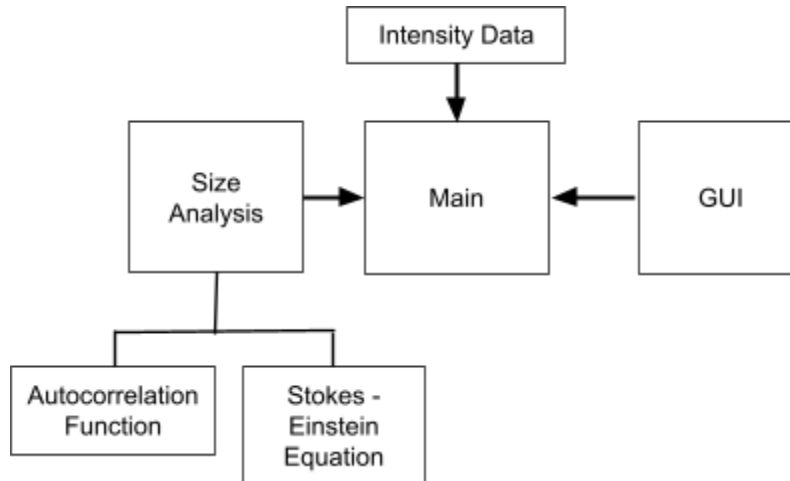 Intensity Data
Size
Analysis
Main
GUI
Autocorrelation
Function
Stokes -
Einstein
Equation